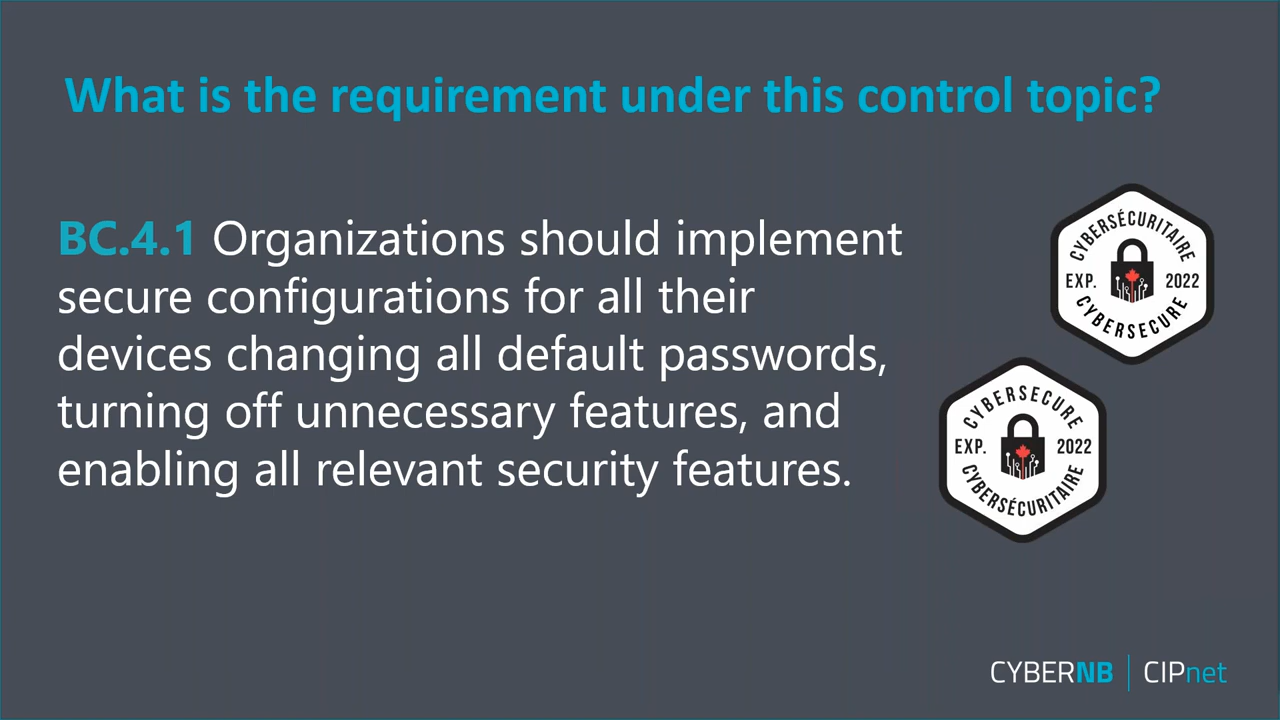 What is the requirement under this control topic?
BC.4.1 Organizations should implement
secure configurations for all their
devices changing all default passwords,
turning off unnecessary features, and
enabling all relevant security features.
CYBERSÉCURITAIRE
EXP. 2022
CYBERSECURE
CYBERSECURE
EXP. 2022
CYBERSÉCURITAIRE
CYBERNB | CIPnet